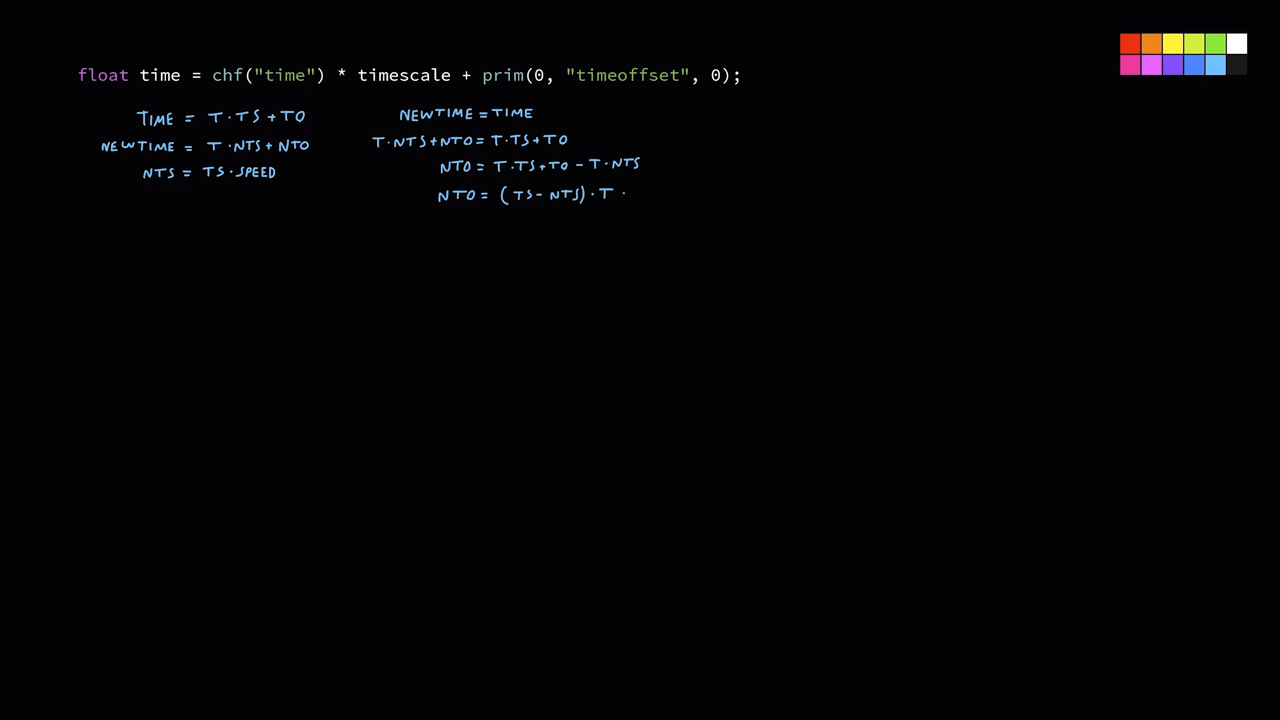 float time = chf("time") * timescale + prim(0, "timeoffset", 0);
TIME = T·TS+TO
NEWTIME = T·NTS+NTO
NTS = TS·SPEED
NEWTIME = TIME
T·NTS+NTO = T·TS+TO
NTO = T·TS+TO - T·NTS
NTO = (TS- NTS)·T ·